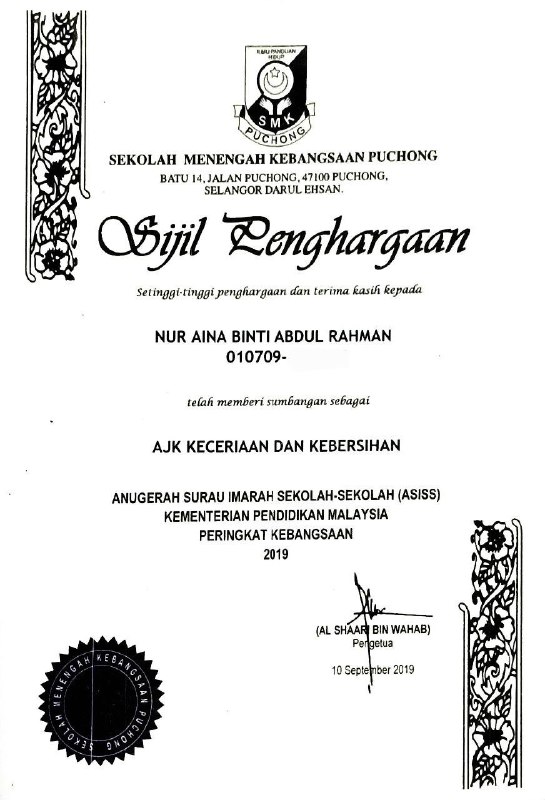 ILMU PANDUAN
HIDUP
SMK
PUCHONG
SEKOLAH MENENGAH KEBANGSAAN PUCHONG
BATU 14, JALAN PUCHONG, 47100 PUCHONG,
SELANGOR DARUL EHSAN.
Sijil Penghargaan
Setinggi-tinggi penghargaan dan terima kasih kepada
NUR AINA BINTI ABDUL RAHMAN
010709-
telah memberi sumbangan sebagai
AJK KECERIAAN DAN KEBERSIHAN
ANUGERAH SURAU IMARAH SEKOLAH-SEKOLAH (ASISS)
KEMENTERIAN PENDIDIKAN MALAYSIA
PERINGKAT KEBANGSAAN
2019
(AL SHAARI BIN WAHAB)
Pengetua
10 September 2019
SEKOLAH MENENGAH KEBANGSAAN PUCHONG